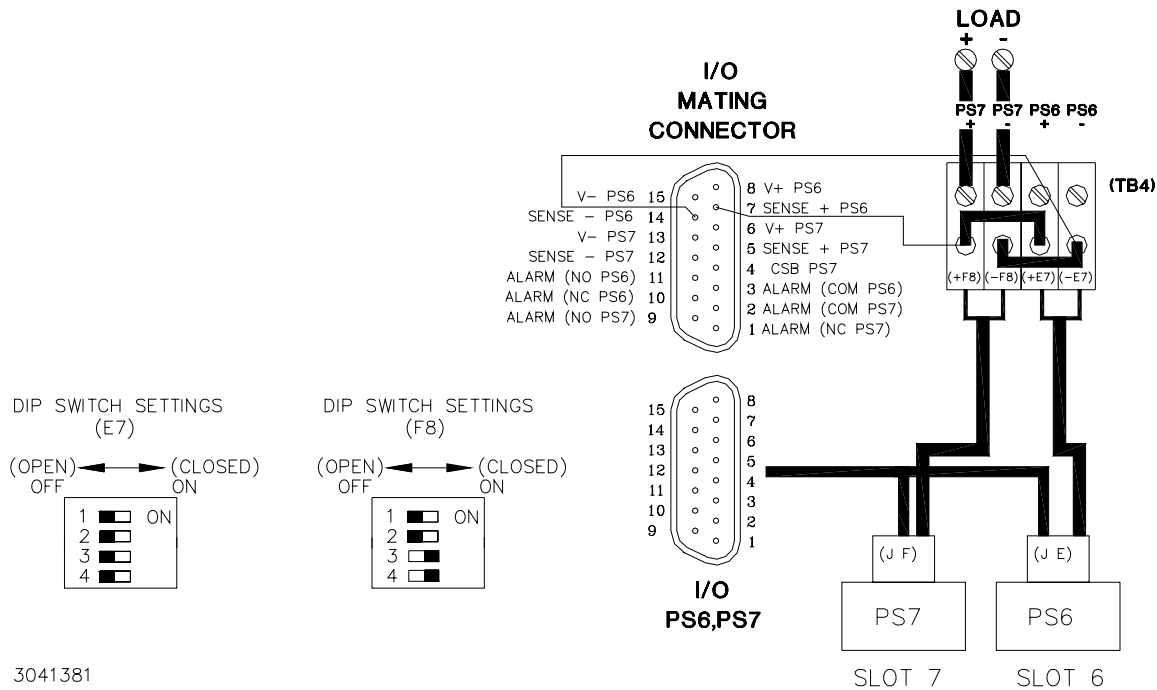 LOAD
+ -
I/O
MATING
CONNECTOR
PS7 PS7 PS6 PS6
+ - + -
(TB4)
V- PS6 15
SENSE - PS6 14
V- PS7 13
SENSE - PS7 12
ALARM (NO PS6) 11
ALARM (NC PS6) 10
ALARM (NO PS7) 9
8 V+ PS6
7 SENSE + PS6
6 V+ PS7
5 SENSE + PS7
4 CSB PS7
3 ALARM (COM PS6)
2 ALARM (COM PS7)
1 ALARM (NC PS7)
(+F8) (-F8) (+E7) (-E7)
DIP SWITCH SETTINGS
(E7)
(OPEN) (CLOSED)
OFF ON
1 ON
2
3
4
DIP SWITCH SETTINGS
(F8)
(OPEN) (CLOSED)
OFF ON
1 ON
2
3
4
15
14
13
12
11
10
9
8
7
6
5
4
3
2
1
I/O
PS6,PS7
(J F)
PS7
SLOT 7
(J E)
PS6
SLOT 6
3041381